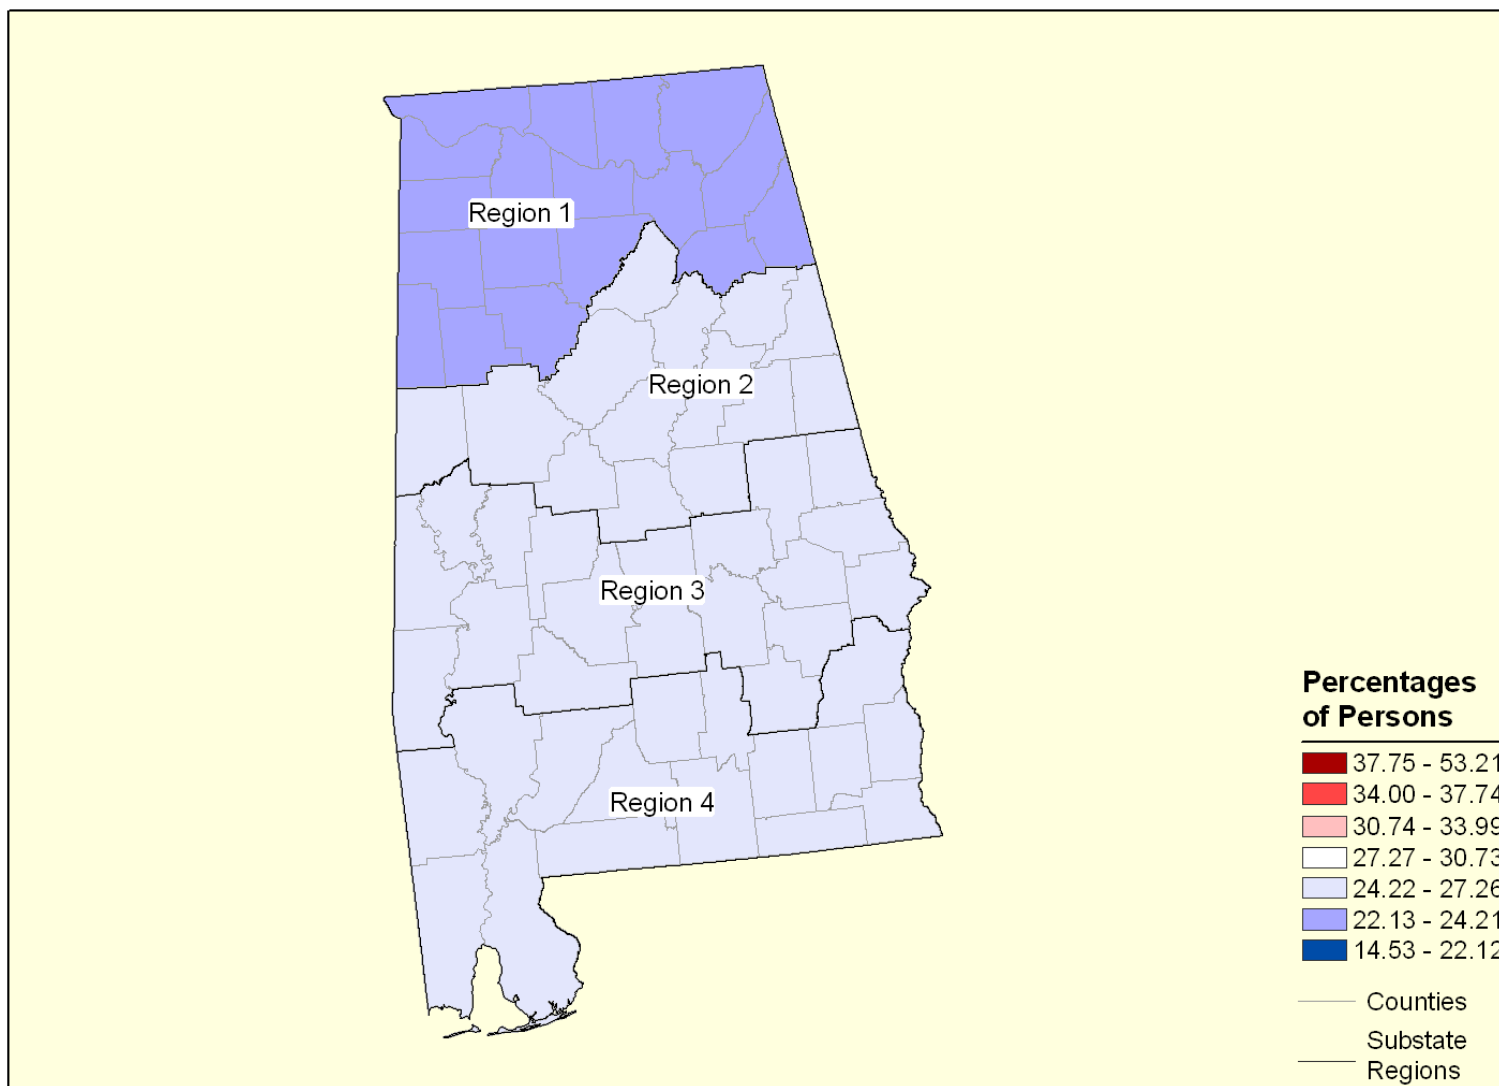 Region 1
Region 2
Region 3
Region 4
Percentages
of Persons
37.75 - 53.21
34.00 - 37.74
30.74 - 33.99
27.27 - 30.73
24.22 - 27.26
22.13 - 24.21
14.53 - 22.12
Counties
Substate
Regions